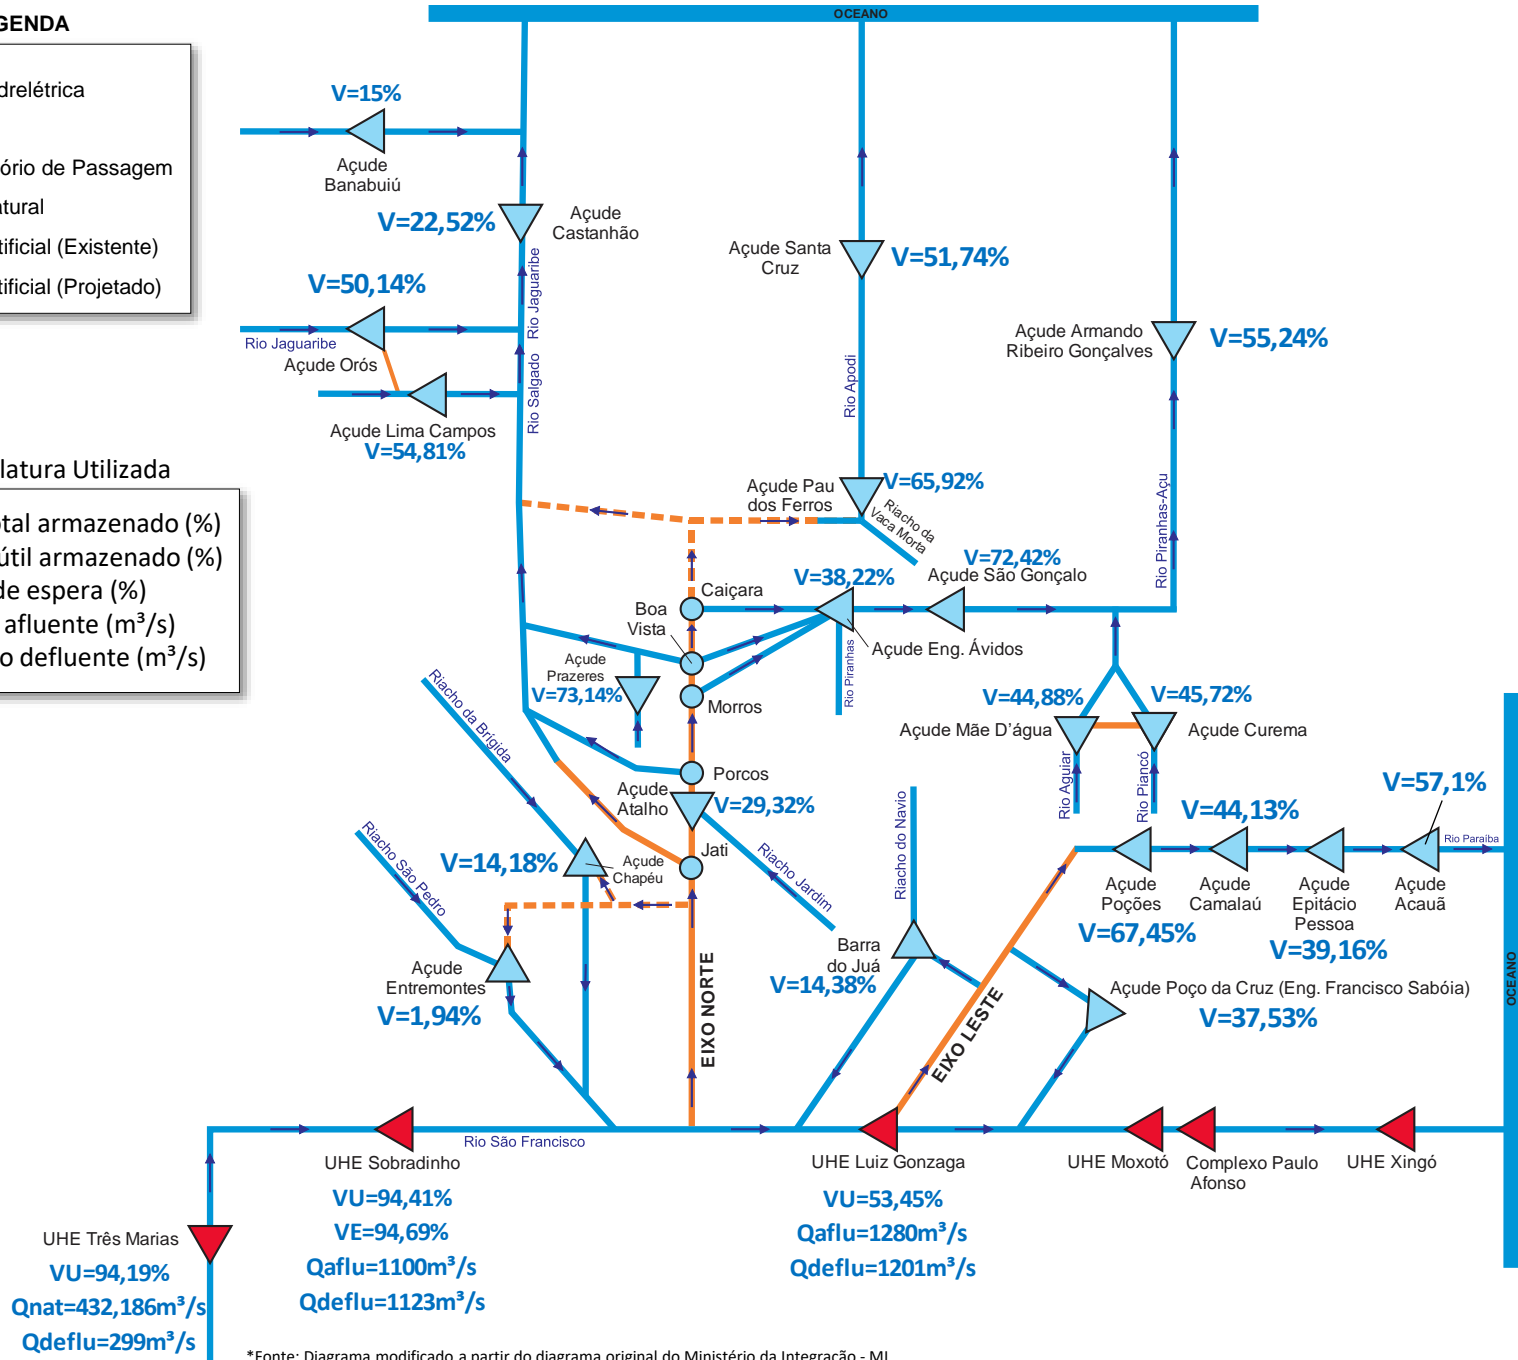 GENDA
drelétrica
ório de Passagem
atural
tificial (Existente)
tificial (Projetado)
latura Utilizada
otal armazenado (%)
útil armazenado (%)
de espera (%)
afluente (m³/s)
o defluente (m³/s)
OCEANO
V=15%
Açude
Banabuiú
V=22,52%
Açude
Castanhão
Rio Jaguaribe
V=50,14%
Rio Jaguaribe
Açude Orós
Rio Salgado
Açude Lima Campos
V=54,81%
Açude Santa
Cruz
V=51,74%
Rio Apodi
Açude Armando
Ribeiro Gonçalves
V=55,24%
Rio Piranhas-Açu
Açude Pau
dos Ferros
V=65,92%
Riacho da
Vaca Morta
V=72,42%
Açude São Gonçalo
V=38,22%
Caiçara
Boa
Vista
Açude Eng. Ávidos
Rio Piranhas
Açude
Prazeres
V=73,14%
Morros
Riacho da Brígida
Porcos
Açude
Atalho
V=29,32%
Jati
Riacho Jardim
V=44,88%
V=45,72%
Açude Mãe D'água
Açude Curema
Rio Aguiar
Rio Piancó
V=57,1%
V=44,13%
Rio Paraíba
Açude
Poções
V=67,45%
Açude
Camalaú
Açude
Epitácio
Pessoa
V=39,16%
Açude
Acauã
Riacho São Pedro
V=14,18%
Açude
Chapéu
Açude
Entremontes
V=1,94%
EIXO NORTE
Riacho do Navio
Barra
do Juá
V=14,38%
EIXO LESTE
Açude Poço da Cruz (Eng. Francisco Sabóia)
V=37,53%
OCEANO
Rio São Francisco
UHE Sobradinho
VU=94,41%
VE=94,69%
Qaflu=1100m³/s
Qdeflu=1123m³/s
UHE Luiz Gonzaga
VU=53,45%
Qaflu=1280m³/s
Qdeflu=1201m³/s
UHE Moxotó
Complexo Paulo
Afonso
UHE Xingó
UHE Três Marias
VU=94,19%
Qnat=432,186m³/s
Qdeflu=299m³/s
*Fonte: Diagrama modificado a partir do diagrama original do Ministério da Integração - MI